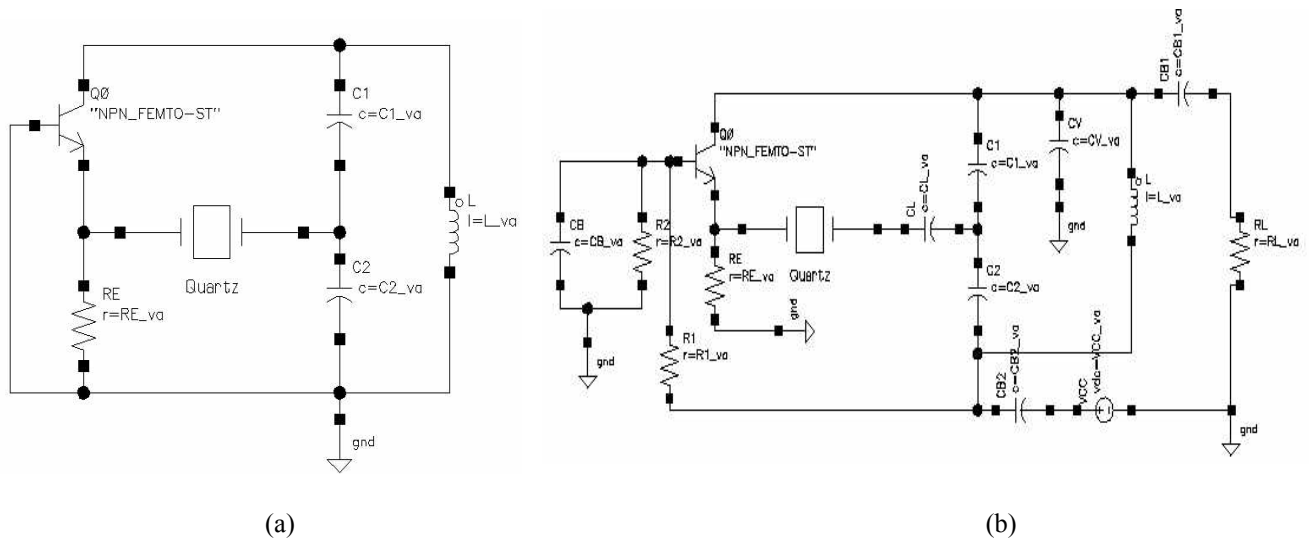 QØ
"NPN_FEMTO-ST"
C1
c=C1_va
L
l=L_va
Quartz
C2
c=C2_va
RE
r=RE_va
gnd
(a)
CB1
c=CB1_va
QØ
"NPN_FEMTO-ST"
C1
c=C1_va
CV
c=CV_va
gnd
L
l=L_va
CL
c=CL_va
CB
c=CB_va
R2
r=R2_va
RE
r=RE_va
Quartz
C2
c=C2_va
RL
r=RL_va
gnd
gnd
R1
r=R1_va
CB2
c=CB2_va
VCC
vdc=VCC_va
gnd
(b)